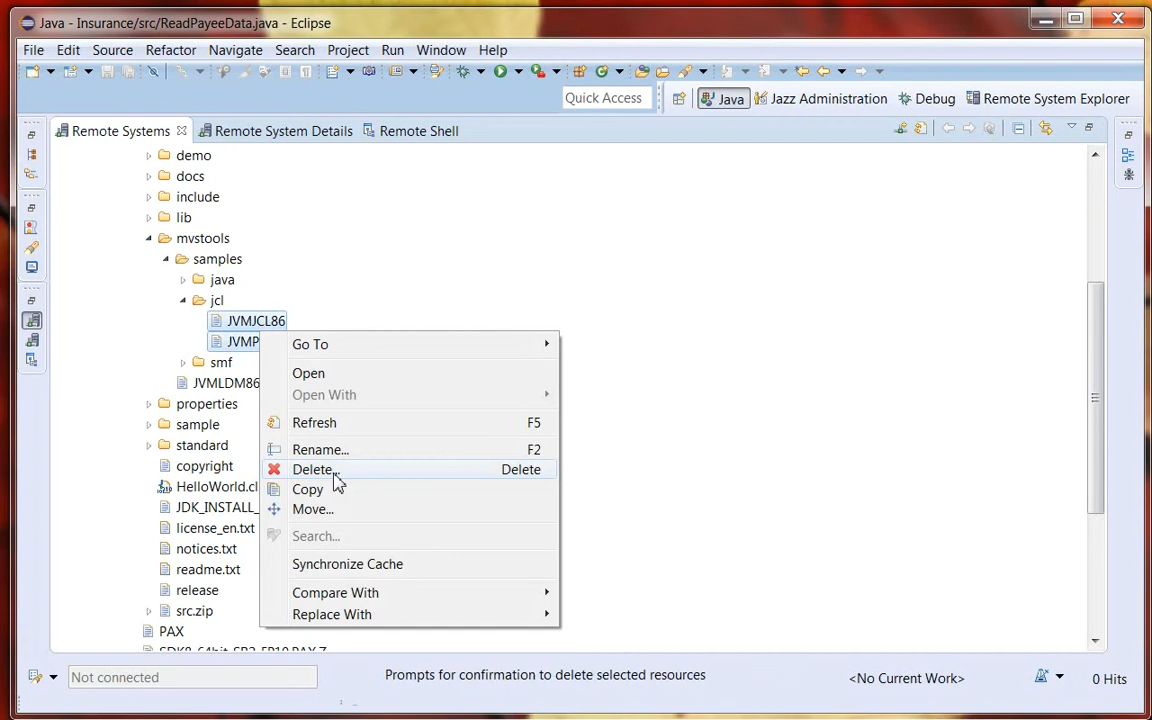 Java - Insurance/src/ReadPayeeData.java - Eclipse
File Edit Source Refactor Navigate Search Project Run Window Help
Quick Access Java Jazz Administration Debug Remote System Explorer
Remote Systems Remote System Details Remote Shell
demo
docs
include
lib
mvstools
samples
java
jcl
JVMJCL86
JVMP
smf
JVMLDM86
properties
sample
standard
copyright
HelloWorld.cl
JDK_INSTALL_
license_en.txt
notices.txt
readme.txt
release
src.zip
PAX
Go To
Open
Open With
Refresh F5
Rename... F2
Delete... Delete
Copy
Move...
Search...
Synchronize Cache
Compare With
Replace With
Not connected Prompts for confirmation to delete selected resources <No Current Work> 0 Hits